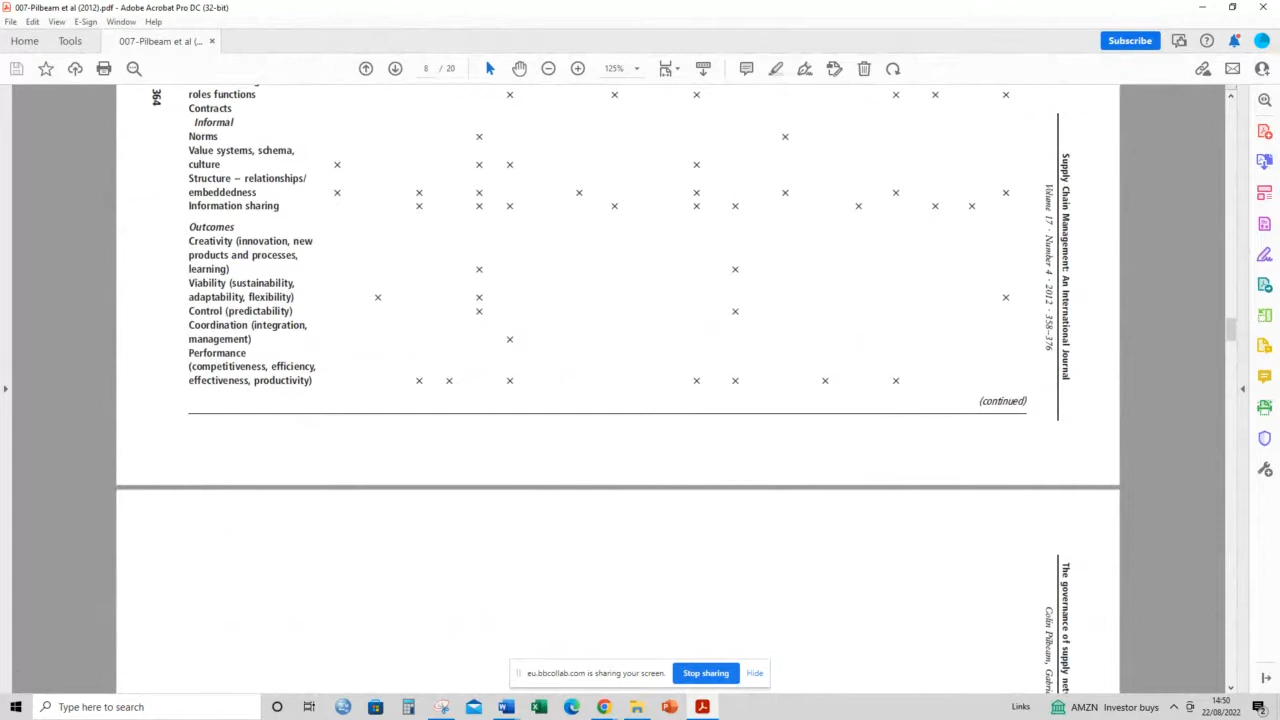 007-Pilbeam et al (2012).pdf - Adobe Acrobat Pro DC (32-bit)
File Edit View E-Sign Window Help
Home Tools 007-Pilbeam et al (... × Subscribe
8 / 20 125%
364
roles functions × × × × × ×
Contracts
Informal
Norms × ×
Value systems, schema,
culture × × × ×
Structure – relationships/
embeddedness × × × × × × × ×
Information sharing × × × × × × × × ×
Outcomes
Creativity (innovation, new
products and processes,
learning) × ×
Viability (sustainability,
adaptability, flexibility) × × ×
Control (predictability) × ×
Coordination (integration,
management) ×
Performance
(competitiveness, efficiency,
effectiveness, productivity) × × × × × × ×
(continued)
Supply Chain Management: An International Journal
Volume 17 · Number 4 · 2012 · 358–376
The governance of supply
Colin Pilbeam,
eu.bbcollab.com is sharing your screen. Stop sharing Hide
Type here to search
Links AMZN Investor buys
14:50
22/08/2022
2